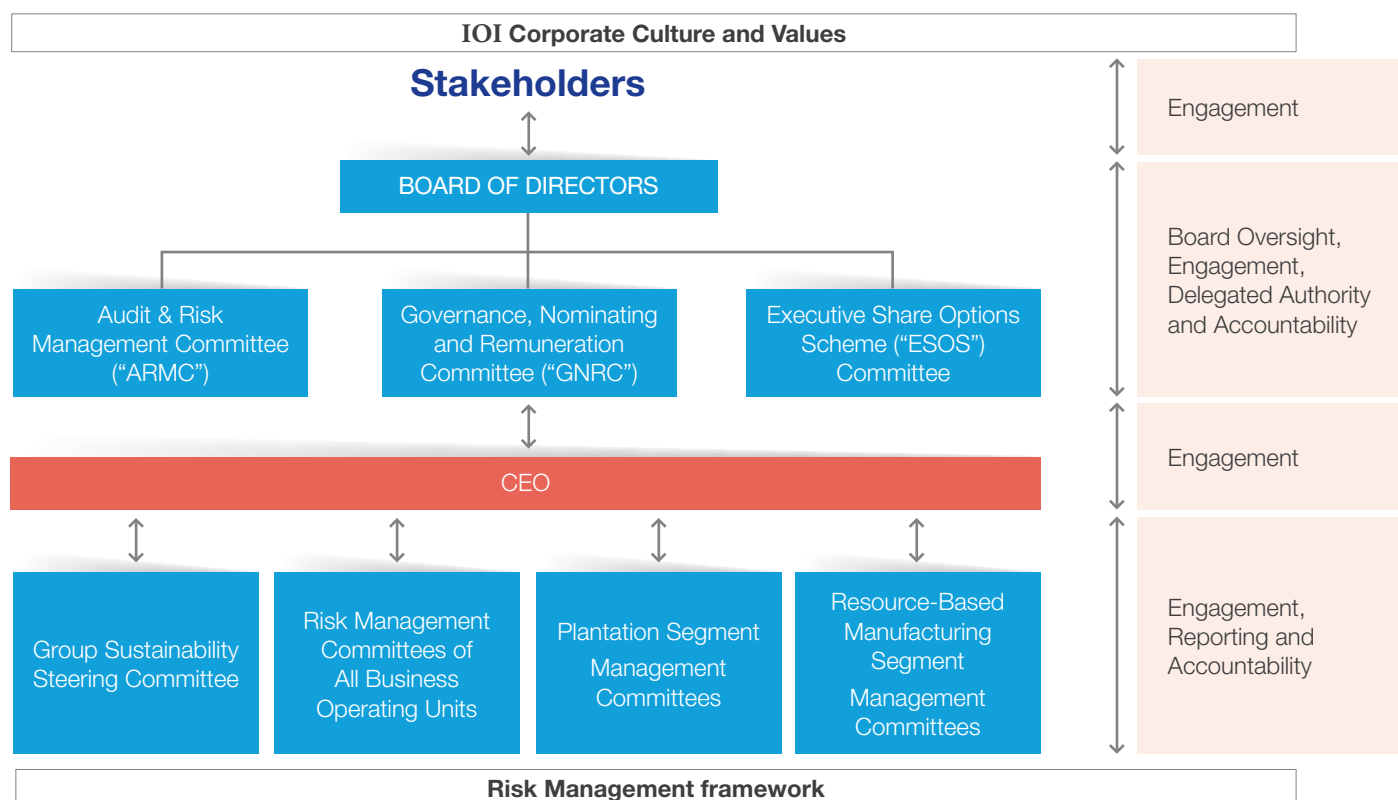 IOI Corporate Culture and Values
Stakeholders
Engagement
BOARD OF DIRECTORS
Board Oversight,
Engagement,
Delegated Authority
and Accountability
Audit & Risk
Management Committee
(“ARMC”)
Governance, Nominating
and Remuneration
Committee (“GNRC”)
Executive Share Options
Scheme (“ESOS”)
Committee
Engagement
CEO
Group Sustainability
Steering Committee
Risk Management
Committees of
All Business
Operating Units
Plantation Segment
Management
Committees
Resource-Based
Manufacturing
Segment
Management
Committees
Engagement,
Reporting and
Accountability
Risk Management framework